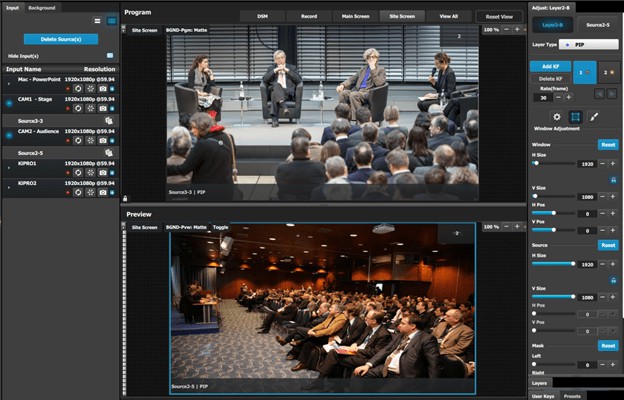 Input Background
Delete Source(s)
Hide Input(s)
Input Name Resolution
Mac - PowerPoint 1920x1080p @59.94
CAM1 - Stage 1920x1080p @59.94
Source3-3
CAM2 - Audience 1920x1080p @59.94
Source2-5
KIPRO1 1920x1080p @59.94
KIPRO2 1920x1080p @59.94
Program
DSM Record Main Screen Site Screen View All Reset View
Site Screen BGND-Pgm: Matte 100 %
2
Source3-3 | PIP
Preview
Site Screen BGND-Pvw: Matte Toggle 100 %
2
Source2-5 | PIP
Adjust: Layer2-B
Layer2-B Source2-5
Layer Type PIP
Add KF 1 2
Delete KF
Rate(frame)
30
Window Adjustment
Window Reset
H Size
1920
V Size
1080
H Pos
0
V Pos
0
Source Reset
H Size
1920
V Size
1080
H Pos
0
V Pos
0
Mask Reset
Left
0
Right
Layers
User Keys Presets